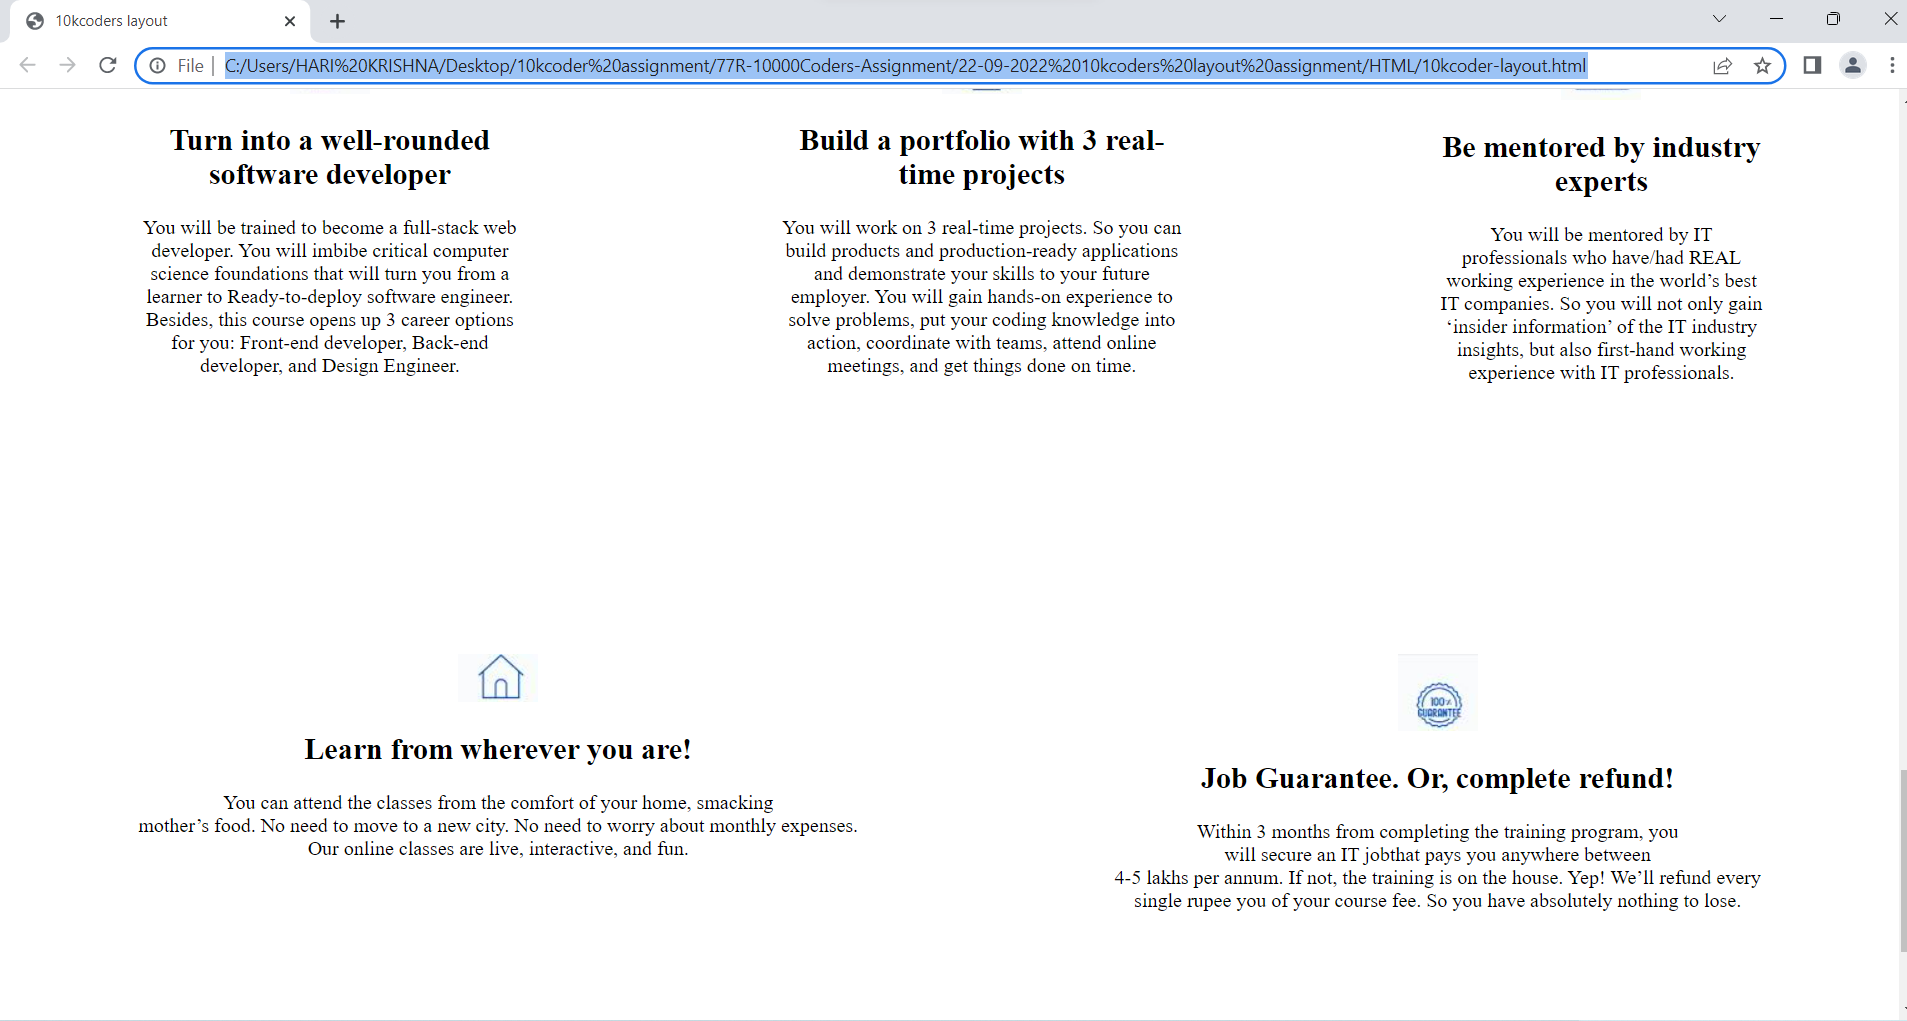 10kcoders layout
File
C:/Users/HARI%20KRISHNA/Desktop/10kcoder%20assignment/77R-10000Coders-Assignment/22-09-2022%2010kcoders%20layout%20assignment/HTML/10kcoder-layout.html
Turn into a well-rounded
software developer
You will be trained to become a full-stack web
developer. You will imbibe critical computer
science foundations that will turn you from a
learner to Ready-to-deploy software engineer.
Besides, this course opens up 3 career options
for you: Front-end developer, Back-end
developer, and Design Engineer.
Build a portfolio with 3 real-
time projects
You will work on 3 real-time projects. So you can
build products and production-ready applications
and demonstrate your skills to your future
employer. You will gain hands-on experience to
solve problems, put your coding knowledge into
action, coordinate with teams, attend online
meetings, and get things done on time.
Be mentored by industry
experts
You will be mentored by IT
professionals who have/had REAL
working experience in the world’s best
IT companies. So you will not only gain
‘insider information’ of the IT industry
insights, but also first-hand working
experience with IT professionals.
Learn from wherever you are!
You can attend the classes from the comfort of your home, smacking
mother’s food. No need to move to a new city. No need to worry about monthly expenses.
Our online classes are live, interactive, and fun.
100%
GUARANTEE
Job Guarantee. Or, complete refund!
Within 3 months from completing the training program, you
will secure an IT jobthat pays you anywhere between
4-5 lakhs per annum. If not, the training is on the house. Yep! We’ll refund every
single rupee you of your course fee. So you have absolutely nothing to lose.